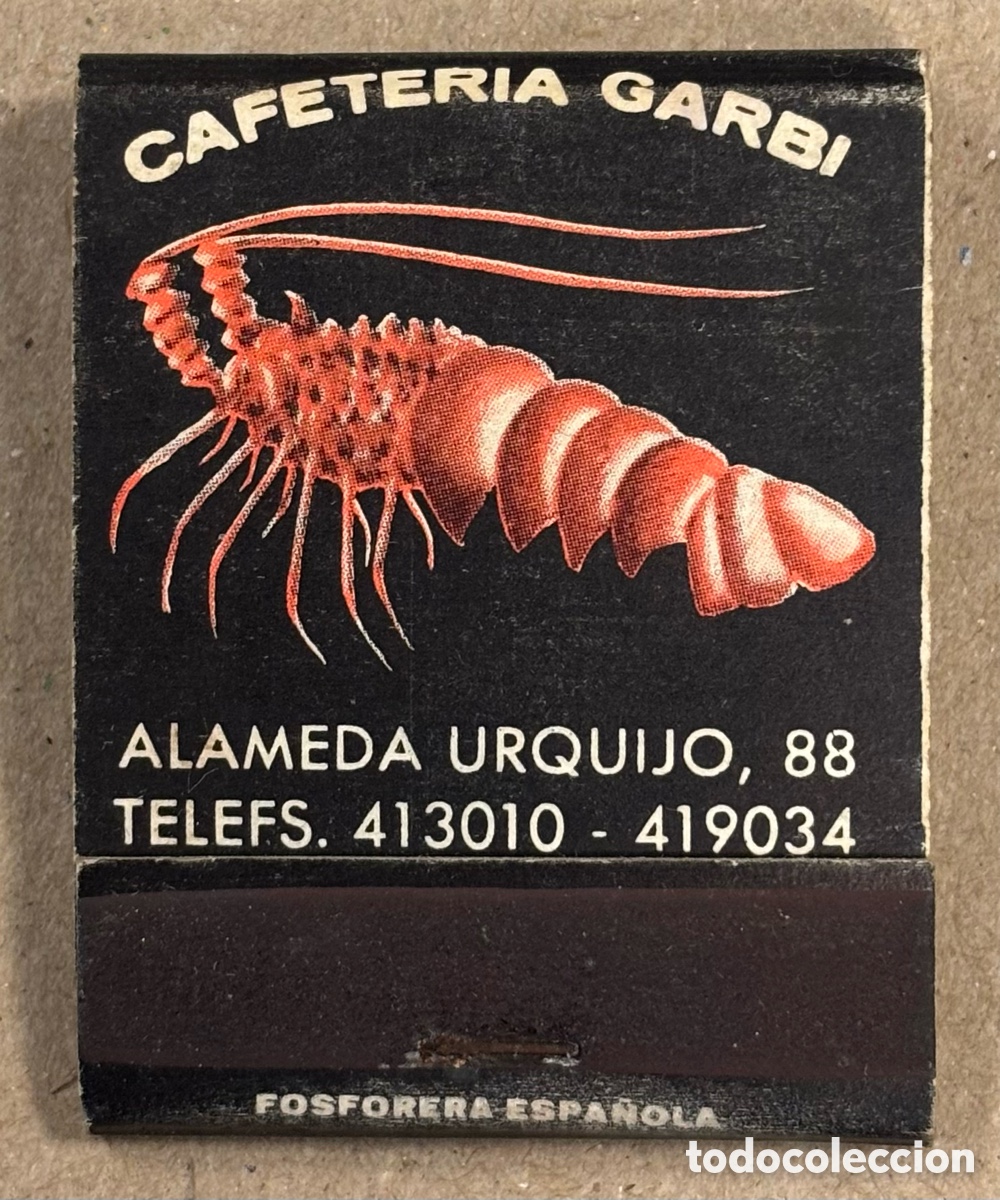 CAFETERIA GARBI
ALAMEDA URQUIJO, 88
TELEFS. 413010 - 419034
FOSFORERA ESPAÑOLA
todocoleccion